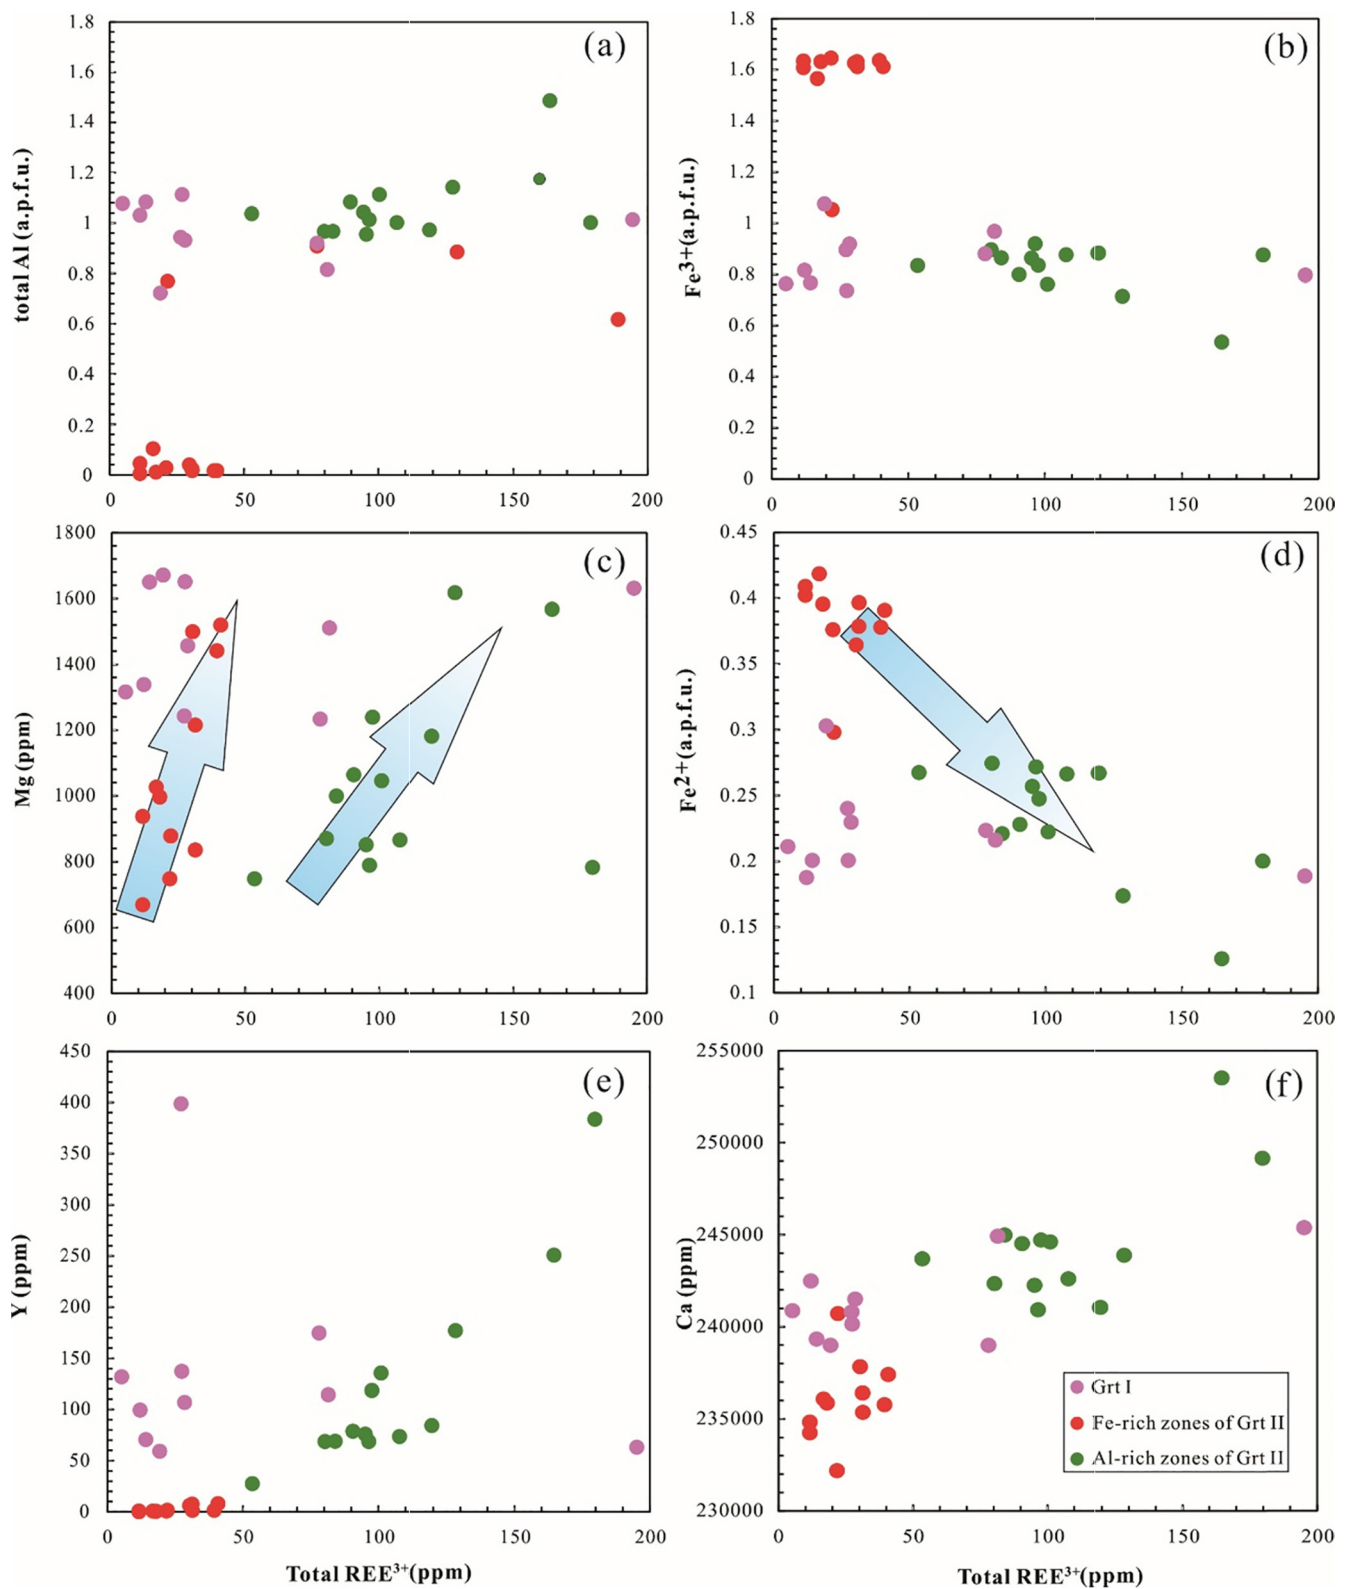 (a)
total Al (a.p.f.u.)
1.8
1.6
1.4
1.2
1
0.8
0.6
0.4
0.2
0
0 50 100 150 200
(b)
Fe3+(a.p.f.u.)
1.8
1.6
1.4
1.2
1
0.8
0.6
0.4
0.2
0
0 50 100 150 200
(c)
Mg (ppm)
1800
1600
1400
1200
1000
800
600
400
0 50 100 150 200
(d)
Fe2+(a.p.f.u.)
0.45
0.4
0.35
0.3
0.25
0.2
0.15
0.1
0 50 100 150 200
(e)
Y (ppm)
450
400
350
300
250
200
150
100
50
0
0 50 100 150 200
Total REE3+(ppm)
(f)
Ca (ppm)
255000
250000
245000
240000
235000
230000
0 50 100 150 200
Total REE3+(ppm)
Grt I
Fe-rich zones of Grt II
Al-rich zones of Grt II